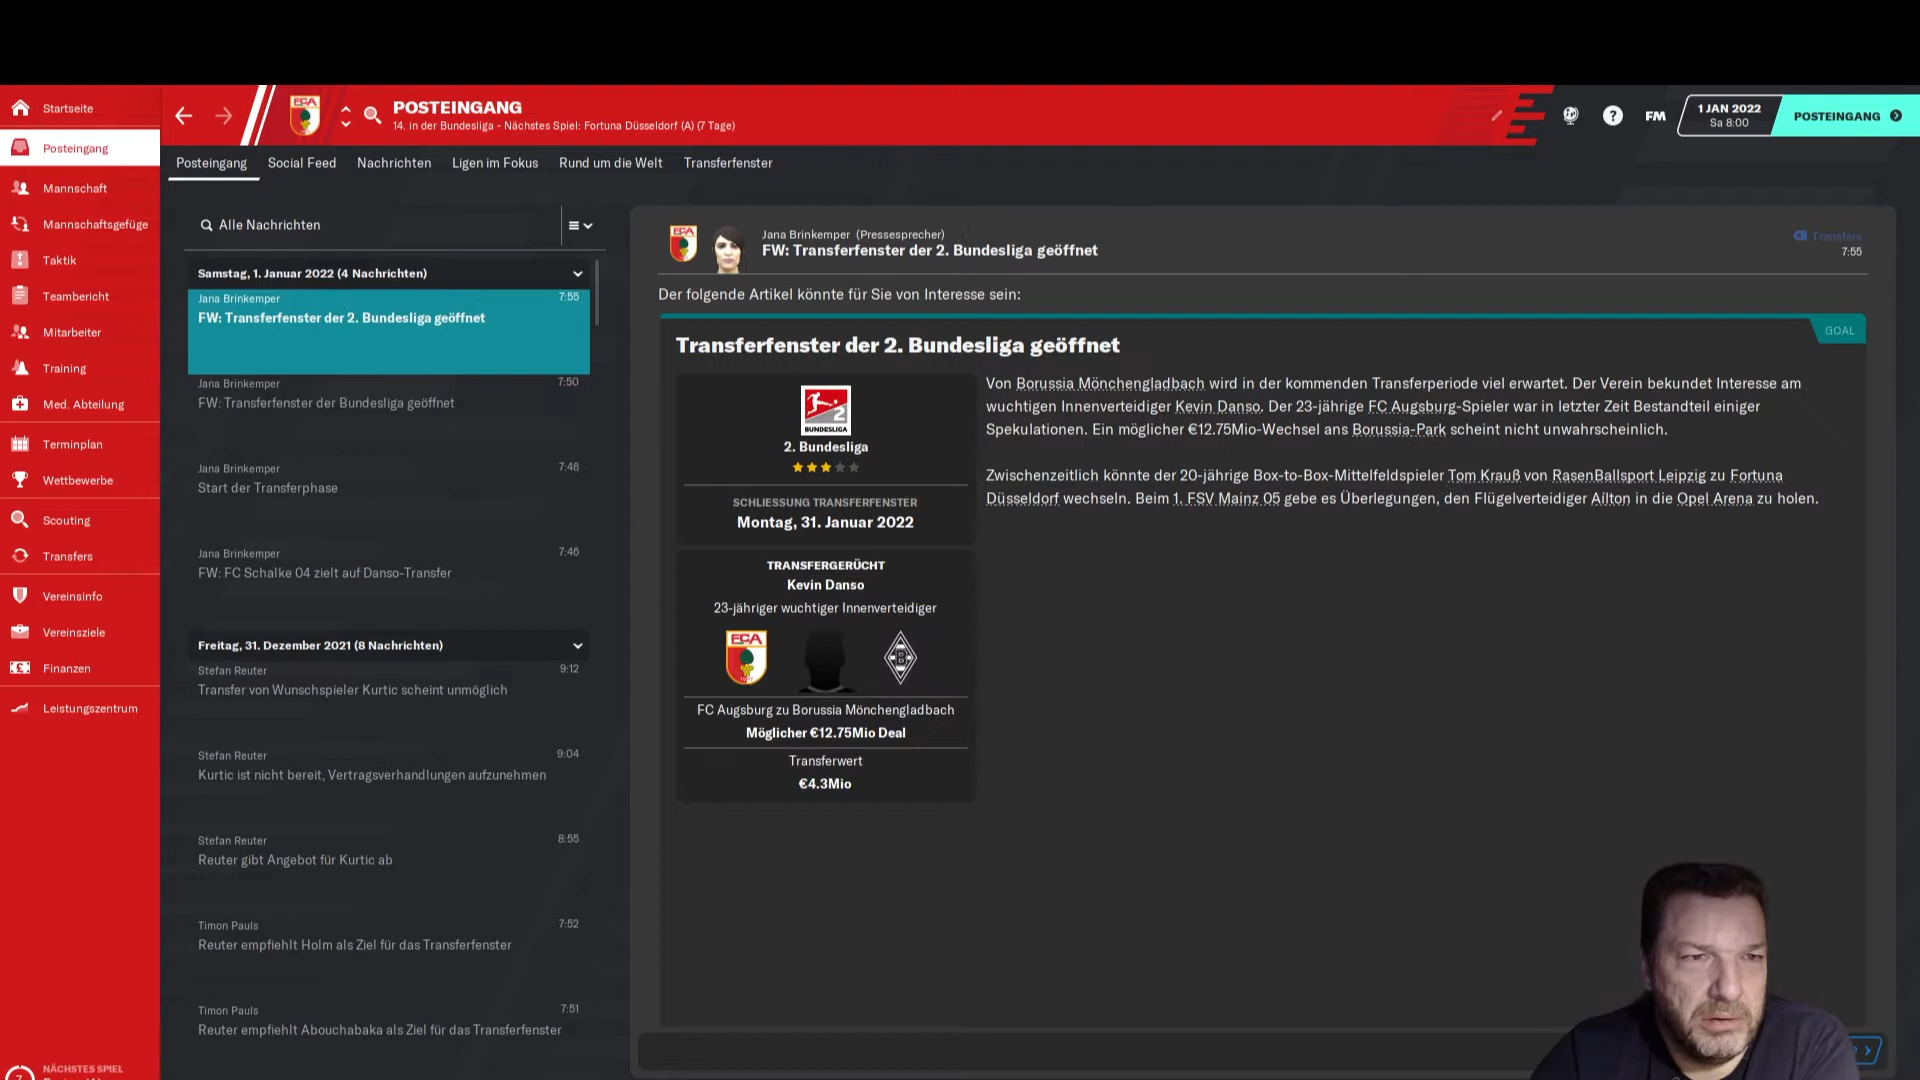 Startseite
Posteingang
Mannschaft
Mannschaftsgefüge
Taktik
Teambericht
Mitarbeiter
Training
Med. Abteilung
Terminplan
Wettbewerbe
Scouting
Transfers
Vereinsinfo
Vereinsziele
Finanzen
Leistungszentrum
NÄCHSTES SPIEL
POSTEINGANG
14. in der Bundesliga - Nächstes Spiel: Fortuna Düsseldorf (A) (7 Tage)
FM
1 JAN 2022
Sa 8:00
POSTEINGANG
Posteingang Social Feed Nachrichten Ligen im Fokus Rund um die Welt Transferfenster
Alle Nachrichten
Samstag, 1. Januar 2022 (4 Nachrichten)
Jana Brinkemper 7:55
FW: Transferfenster der 2. Bundesliga geöffnet
Jana Brinkemper 7:50
FW: Transferfenster der Bundesliga geöffnet
Jana Brinkemper 7:48
Start der Transferphase
Jana Brinkemper 7:46
FW: FC Schalke 04 zielt auf Danso-Transfer
Freitag, 31. Dezember 2021 (8 Nachrichten)
Stefan Reuter 9:12
Transfer von Wunschspieler Kurtic scheint unmöglich
Stefan Reuter 9:04
Kurtic ist nicht bereit, Vertragsverhandlungen aufzunehmen
Stefan Reuter 8:55
Reuter gibt Angebot für Kurtic ab
Timon Pauls 7:52
Reuter empfiehlt Holm als Ziel für das Transferfenster
Timon Pauls 7:51
Reuter empfiehlt Abouchabaka als Ziel für das Transferfenster
Jana Brinkemper (Pressesprecher)
FW: Transferfenster der 2. Bundesliga geöffnet
Transfers
7:55
Der folgende Artikel könnte für Sie von Interesse sein:
GOAL
Transferfenster der 2. Bundesliga geöffnet
BUNDESLIGA
2. Bundesliga
SCHLIESSUNG TRANSFERFENSTER
Montag, 31. Januar 2022
TRANSFERGERÜCHT
Kevin Danso
23-jähriger wuchtiger Innenverteidiger
FCA
FC Augsburg zu Borussia Mönchengladbach
Möglicher €12.75Mio Deal
Transferwert
€4.3Mio
Von Borussia Mönchengladbach wird in der kommenden Transferperiode viel erwartet. Der Verein bekundet Interesse am
wuchtigen Innenverteidiger Kevin Danso. Der 23-jährige FC Augsburg-Spieler war in letzter Zeit Bestandteil einiger
Spekulationen. Ein möglicher €12.75Mio-Wechsel ans Borussia-Park scheint nicht unwahrscheinlich.
Zwischenzeitlich könnte der 20-jährige Box-to-Box-Mittelfeldspieler Tom Krauß von RasenBallsport Leipzig zu Fortuna
Düsseldorf wechseln. Beim 1. FSV Mainz 05 gebe es Überlegungen, den Flügelverteidiger Aílton in die Opel Arena zu holen.